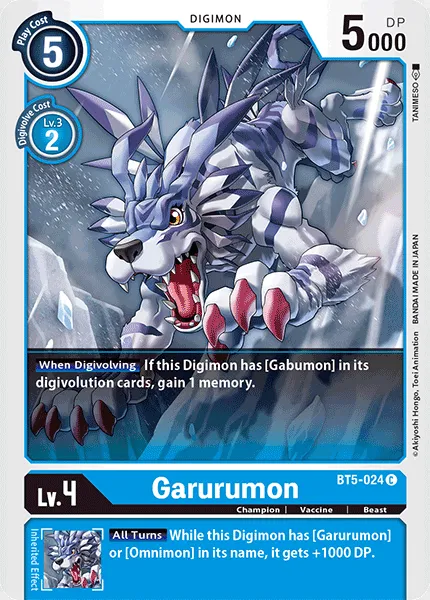 Play Cost
5
DIGIMON
DP
5000
Digivolve Cost
Lv.3
2
TANIMESO
©Akiyoshi Hongo, Toei Animation BANDAI MADE IN JAPAN
When Digivolving If this Digimon has [Gabumon] in its
digivolution cards, gain 1 memory.
BT5-024 C
Lv.4
Garurumon
Champion | Vaccine | Beast
Inherited Effect
All Turns While this Digimon has [Garurumon]
or [Omnimon] in its name, it gets +1000 DP.